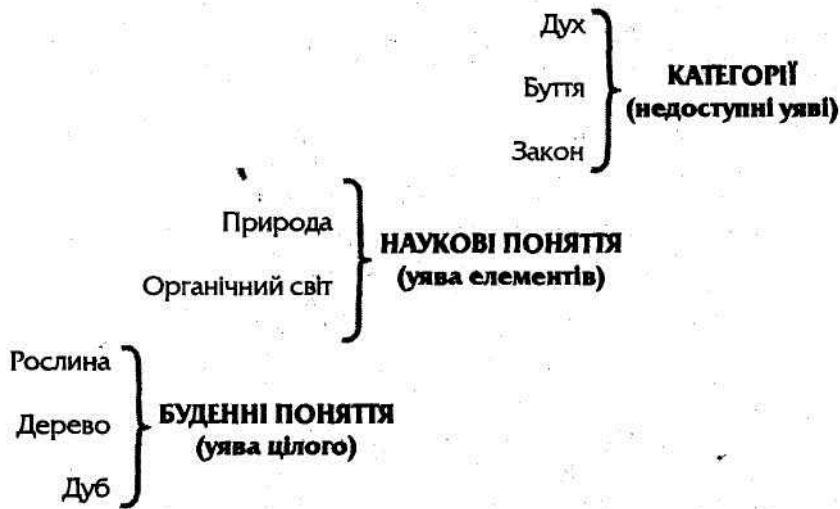 Дух
Буття
Закон
КАТЕГОРІЇ
(недоступні уяві)
Природа
Органічний світ
НАУКОВІ ПОНЯТТЯ
(уява елементів)
Рослина
Дерево
Дуб
БУДЕННІ ПОНЯТТЯ
(уява цілого)